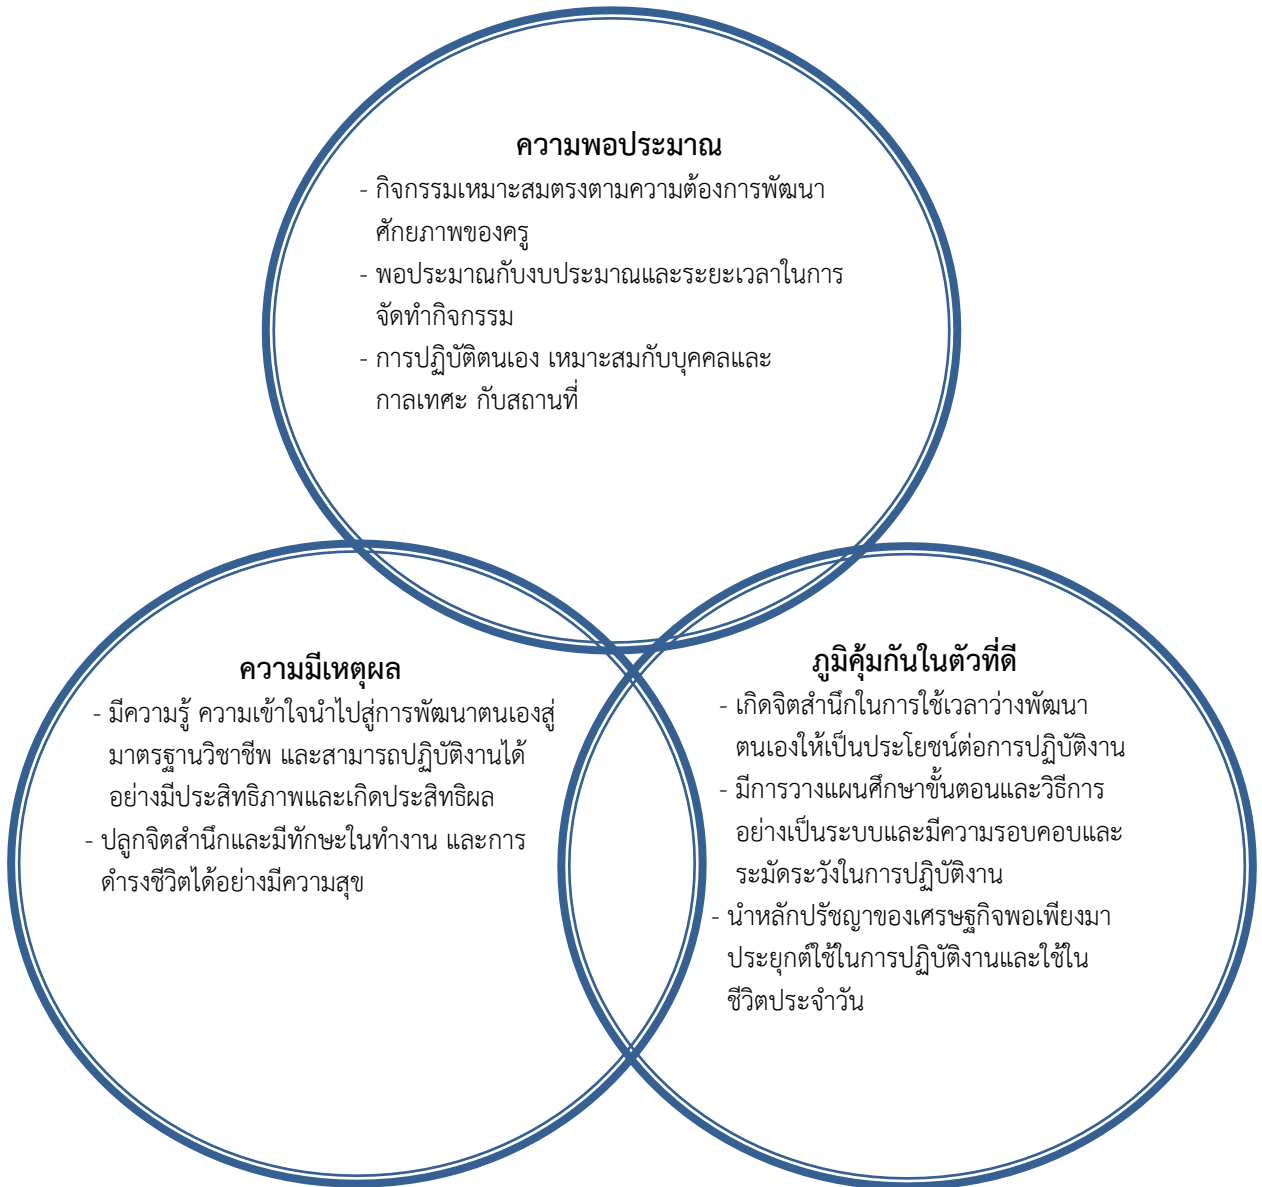 ความพอประมาณ
- กิจกรรมเหมาะสมตรงตามความต้องการพัฒนา
ศักยภาพของครู
- พอประมาณกับงบประมาณและระยะเวลาในการ
จัดทำกิจกรรม
- การปฏิบัติตนเอง เหมาะสมกับบุคคลและ
กาลเทศะ กับสถานที่
ความมีเหตุผล
- มีความรู้ ความเข้าใจนำไปสู่การพัฒนาตนเองสู่
มาตรฐานวิชาชีพ และสามารถปฏิบัติงานได้
อย่างมีประสิทธิภาพและเกิดประสิทธิผล
- ปลูกจิตสำนึกและมีทักษะในทำงาน และการ
ดำรงชีวิตได้อย่างมีความสุข
ภูมิคุ้มกันในตัวที่ดี
- เกิดจิตสำนึกในการใช้เวลาว่างพัฒนา
ตนเองให้เป็นประโยชน์ต่อการปฏิบัติงาน
- มีการวางแผนศึกษาขั้นตอนและวิธีการ
อย่างเป็นระบบและมีความรอบคอบและ
ระมัดระวังในการปฏิบัติงาน
- นำหลักปรัชญาของเศรษฐกิจพอเพียงมา
ประยุกต์ใช้ในการปฏิบัติงานและใช้ใน
ชีวิตประจำวัน